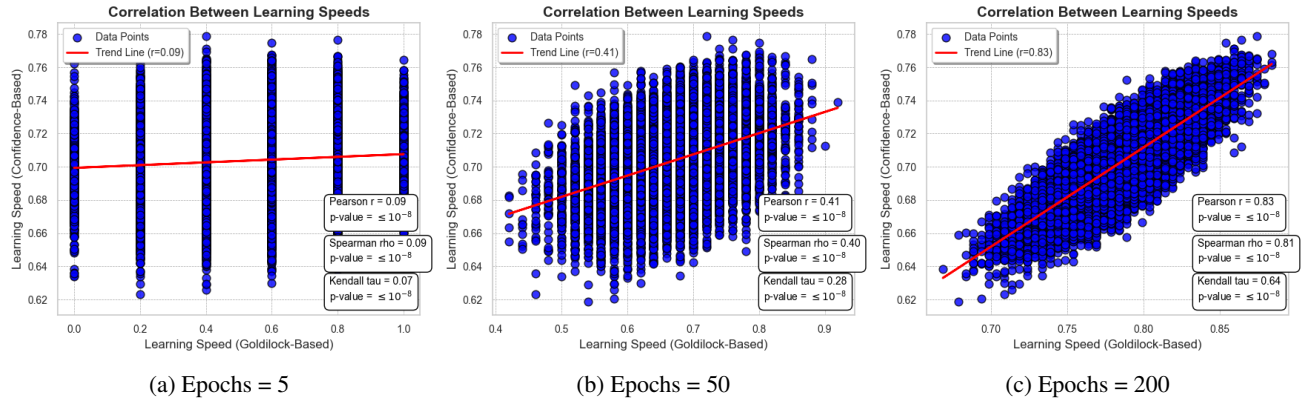 Correlation Between Learning Speeds
Data Points
Trend Line (r=0.09)
Learning Speed (Confidence-Based)
0.78
0.76
0.74
0.72
0.70
0.68
0.66
0.64
0.62
Pearson r = 0.09
p-value = ≤ 10⁻⁸
Spearman rho = 0.09
p-value = ≤ 10⁻⁸
Kendall tau = 0.07
p-value = ≤ 10⁻⁸
0.0 0.2 0.4 0.6 0.8 1.0
Learning Speed (Goldilock-Based)
(a) Epochs = 5
Correlation Between Learning Speeds
Data Points
Trend Line (r=0.41)
Learning Speed (Confidence-Based)
0.78
0.76
0.74
0.72
0.70
0.68
0.66
0.64
0.62
Pearson r = 0.41
p-value = ≤ 10⁻⁸
Spearman rho = 0.40
p-value = ≤ 10⁻⁸
Kendall tau = 0.28
p-value = ≤ 10⁻⁸
0.4 0.5 0.6 0.7 0.8 0.9
Learning Speed (Goldilock-Based)
(b) Epochs = 50
Correlation Between Learning Speeds
Data Points
Trend Line (r=0.83)
Learning Speed (Confidence-Based)
0.78
0.76
0.74
0.72
0.70
0.68
0.66
0.64
0.62
Pearson r = 0.83
p-value = ≤ 10⁻⁸
Spearman rho = 0.81
p-value = ≤ 10⁻⁸
Kendall tau = 0.64
p-value = ≤ 10⁻⁸
0.70 0.75 0.80 0.85
Learning Speed (Goldilock-Based)
(c) Epochs = 200